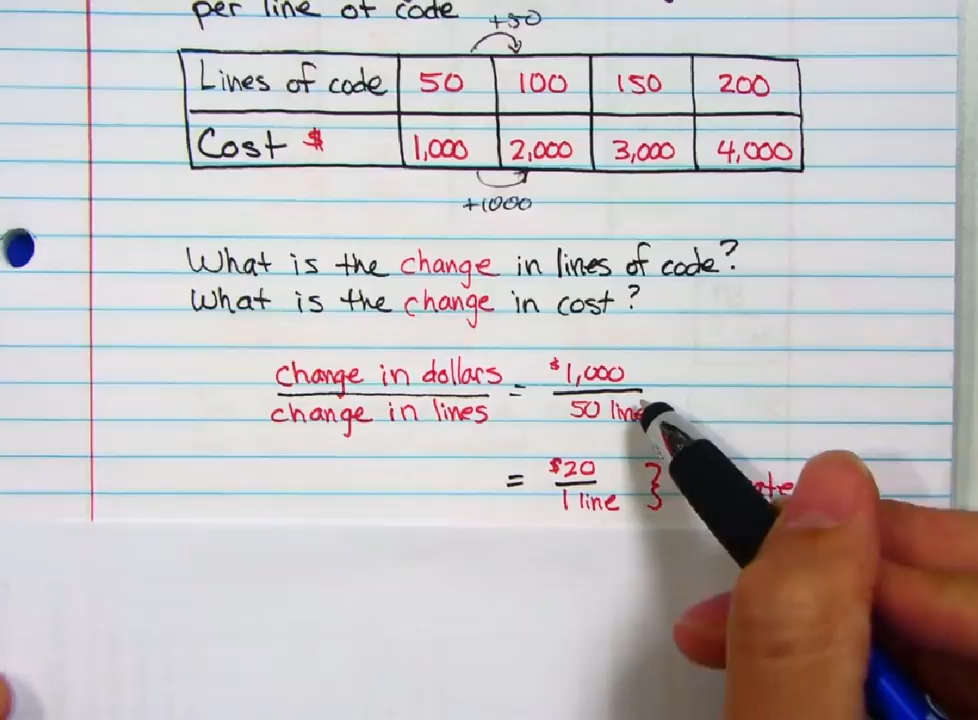 per line of code
+50
Lines of code 50 100 150 200
Cost $ 1,000 2,000 3,000 4,000
+1000
What is the change in lines of code?
What is the change in cost?
change in dollars = $1,000
change in lines 50 line
= $20 }
1 line